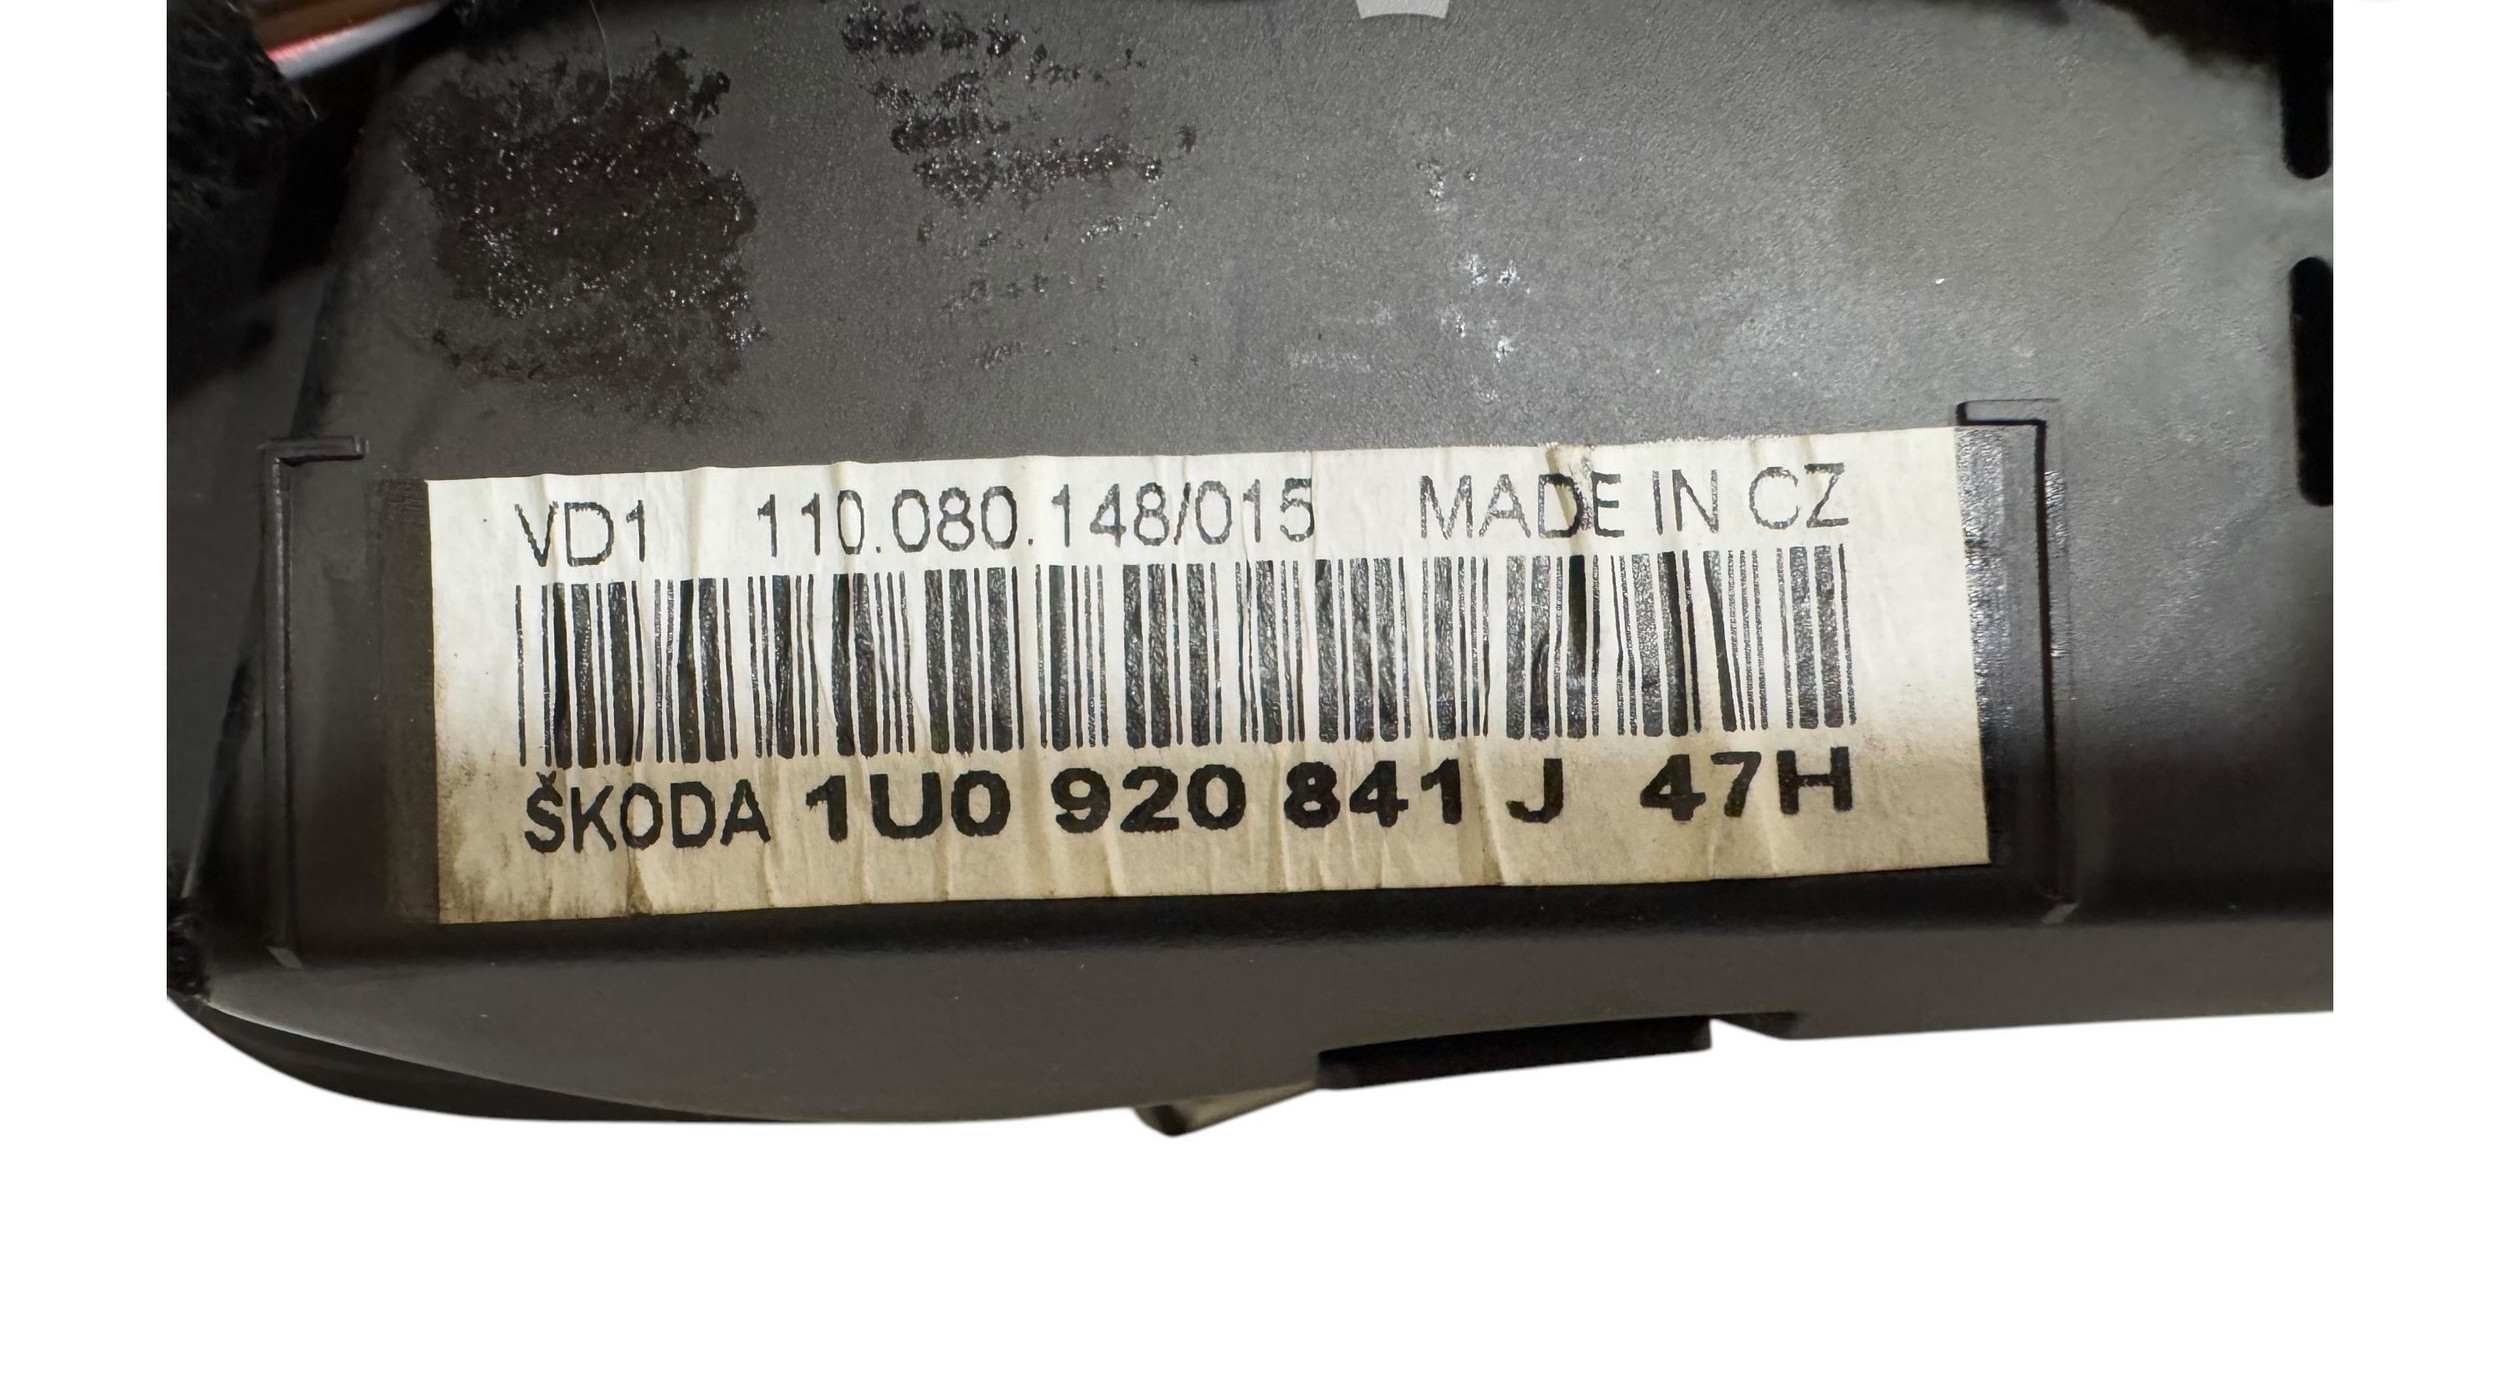 VD1 110.080.148/015 MADE IN CZ
ŠKODA 1U0 920 841 J 47H